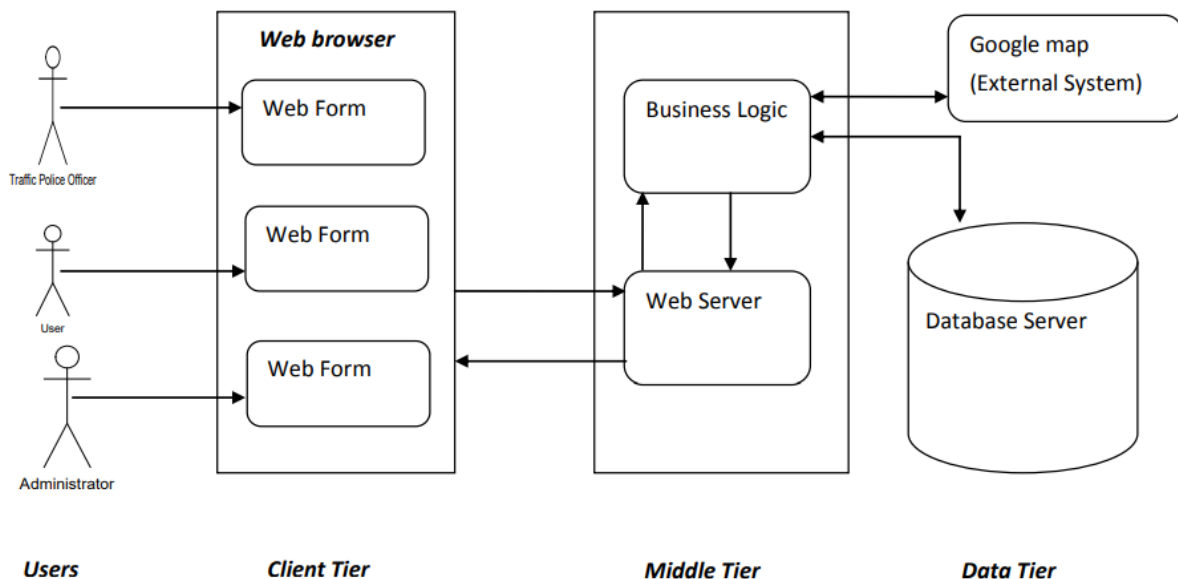 Web browser
Web Form
Traffic Police Officer
Web Form
User
Web Form
Administrator
Business Logic
Web Server
Google map
(External System)
Database Server
Users
Client Tier
Middle Tier
Data Tier